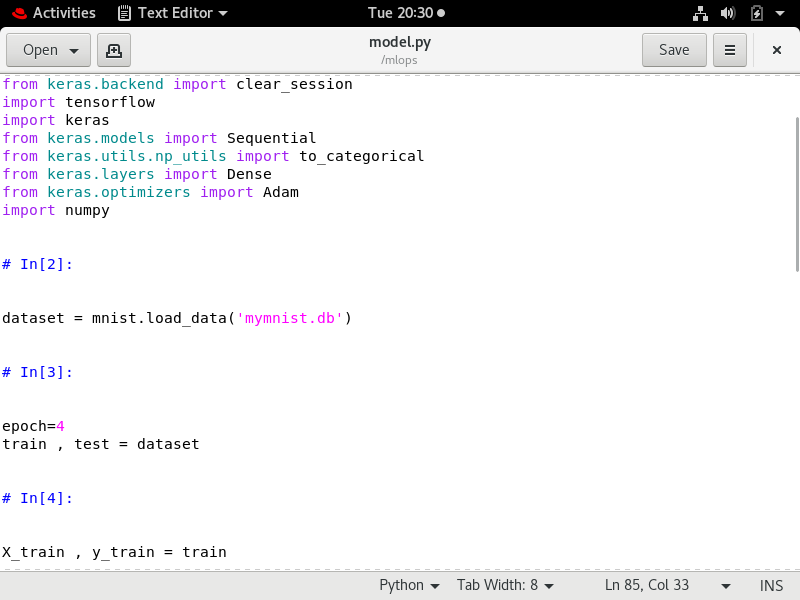 Activities Text Editor Tue 20:30
Open model.py Save
/mlops
from keras.backend import clear_session
import tensorflow
import keras
from keras.models import Sequential
from keras.utils.np_utils import to_categorical
from keras.layers import Dense
from keras.optimizers import Adam
import numpy
# In[2]:
dataset = mnist.load_data('mymnist.db')
# In[3]:
epoch=4
train , test = dataset
# In[4]:
X_train , y_train = train
Python Tab Width: 8 Ln 85, Col 33 INS